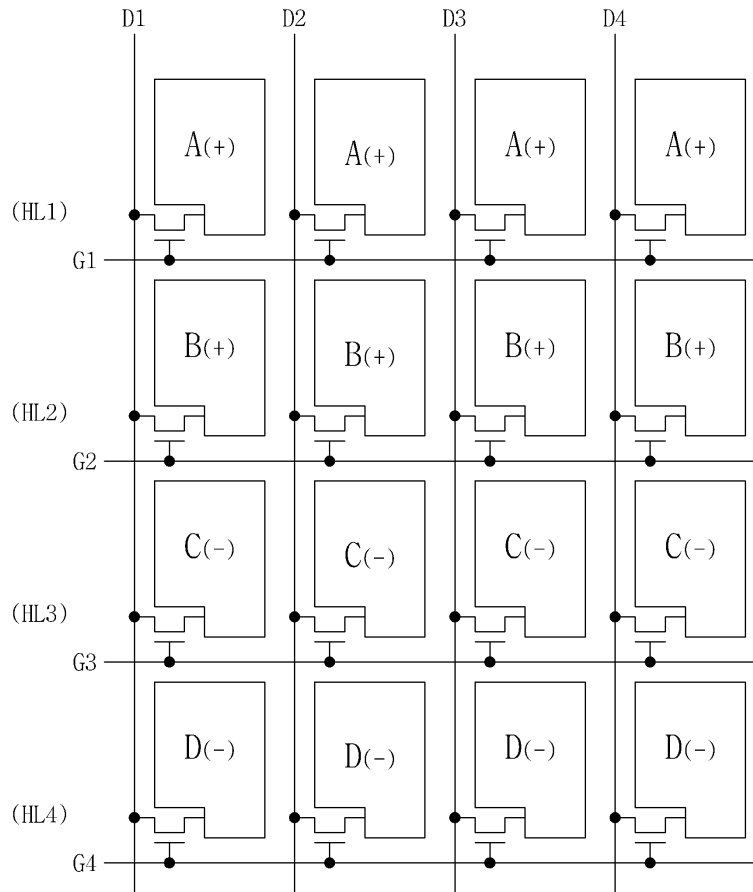 D1 D2 D3 D4
A(+) A(+) A(+) A(+)
(HL1)
G1
B(+) B(+) B(+) B(+)
(HL2)
G2
C(-) C(-) C(-) C(-)
(HL3)
G3
D(-) D(-) D(-) D(-)
(HL4)
G4